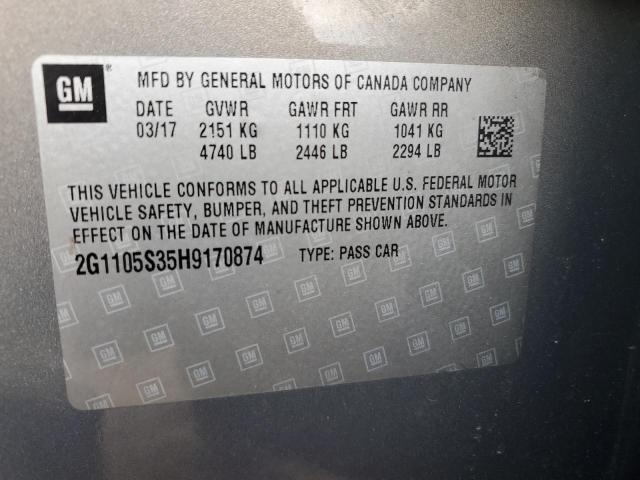 GM ® MFD BY GENERAL MOTORS OF CANADA COMPANY
DATE GVWR GAWR FRT GAWR RR
03/17 2151 KG 1110 KG 1041 KG
4740 LB 2446 LB 2294 LB
THIS VEHICLE CONFORMS TO ALL APPLICABLE U.S. FEDERAL MOTOR
VEHICLE SAFETY, BUMPER, AND THEFT PREVENTION STANDARDS IN
EFFECT ON THE DATE OF MANUFACTURE SHOWN ABOVE.
2G1105S35H9170874 TYPE: PASS CAR